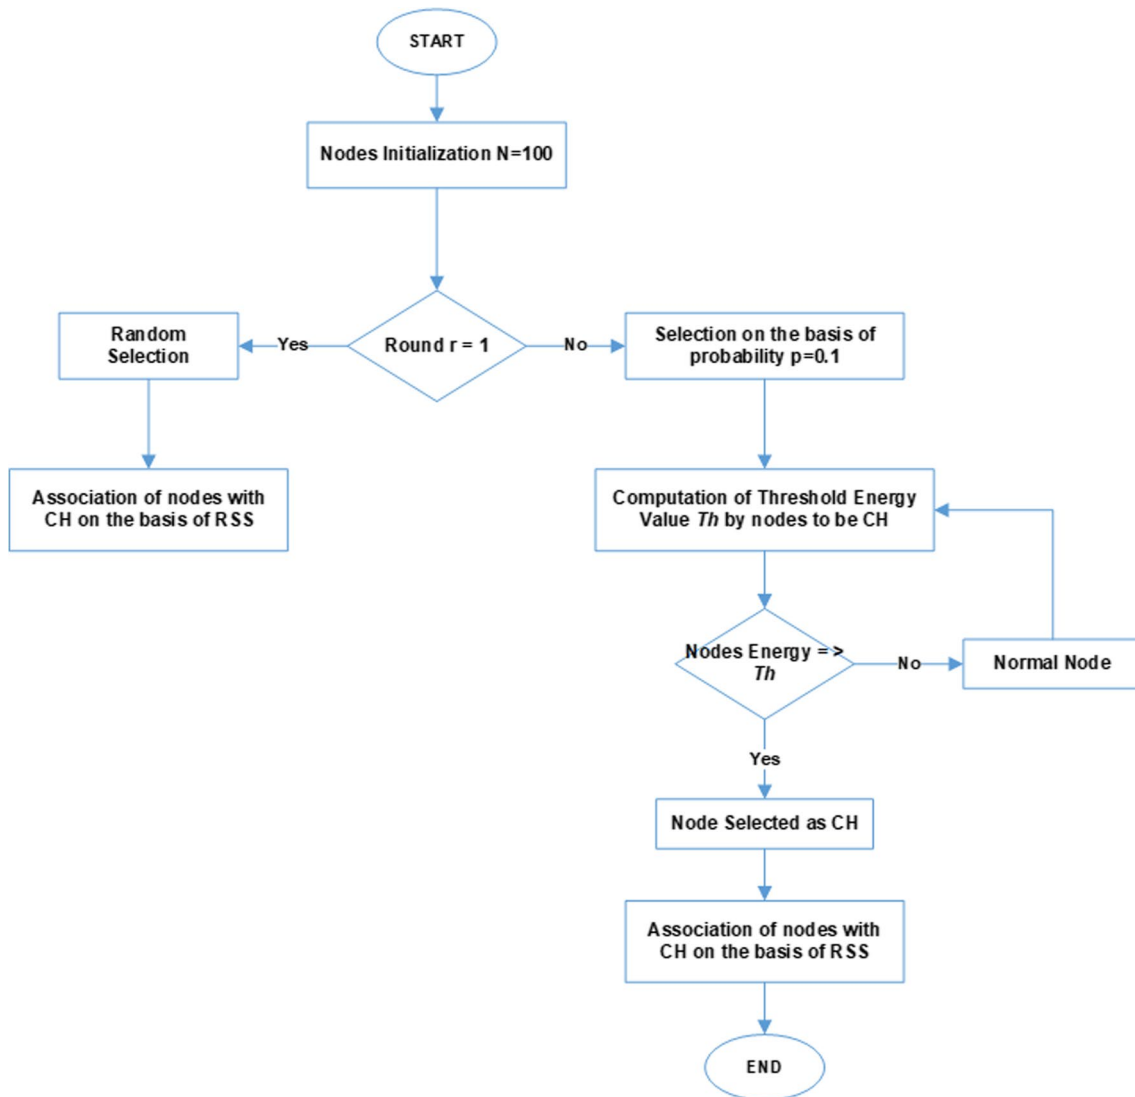 START
Nodes Initialization N=100
Random
Selection
Yes
Round r = 1
No
Selection on the basis of
probability p=0.1
Association of nodes with
CH on the basis of RSS
Computation of Threshold Energy
Value Th by nodes to be CH
Nodes Energy = >
Th
No
Normal Node
Yes
Node Selected as CH
Association of nodes with
CH on the basis of RSS
END